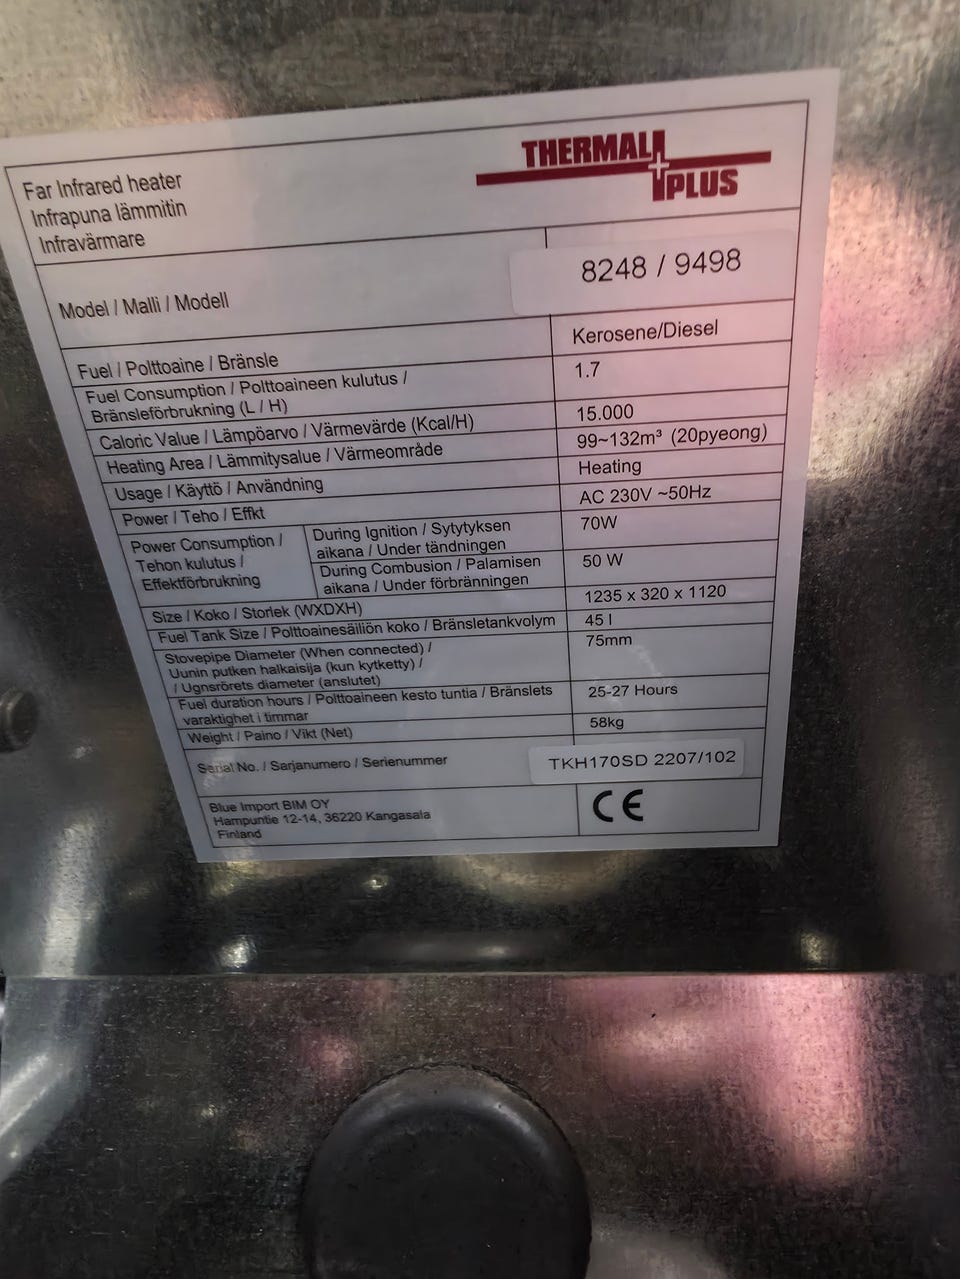 THERMAL
PLUS
Far Infrared heater
Infrapuna lämmitin
Infravärmare
Model / Malli / Modell
8248 / 9498
Fuel / Polttoaine / Bränsle
Kerosene/Diesel
Fuel Consumption / Polttoaineen kulutus /
Bränsleförbrukning (L / H)
1.7
Caloric Value / Lämpöarvo / Värmevärde (Kcal/H)
15.000
Heating Area / Lämmitysalue / Värmeområde
99~132m³ (20pyeong)
Usage / Käyttö / Användning
Heating
Power / Teho / Effkt
AC 230V ~50Hz
Power Consumption /
Tehon kulutus /
Effektförbrukning
During Ignition / Sytytyksen
aikana / Under tändningen
70W
During Combusion / Palamisen
aikana / Under förbränningen
50 W
Size / Koko / Storlek (WXDXH)
1235 x 320 x 1120
Fuel Tank Size / Polttoainesäiliön koko / Bränsletankvolym
45 l
Stovepipe Diameter (When connected) /
Uunin putken halkaisija (kun kytketty) /
/ Ugnsrörets diameter (anslutet)
75mm
Fuel duration hours / Polttoaineen kesto tuntia / Bränslets
varaktighet i timmar
25-27 Hours
Weight / Paino / Vikt (Net)
58kg
Serial No. / Sarjanumero / Serienummer
TKH170SD 2207/102
Blue Import BIM OY
Hampuntie 12-14, 36220 Kangasala
Finland
CE